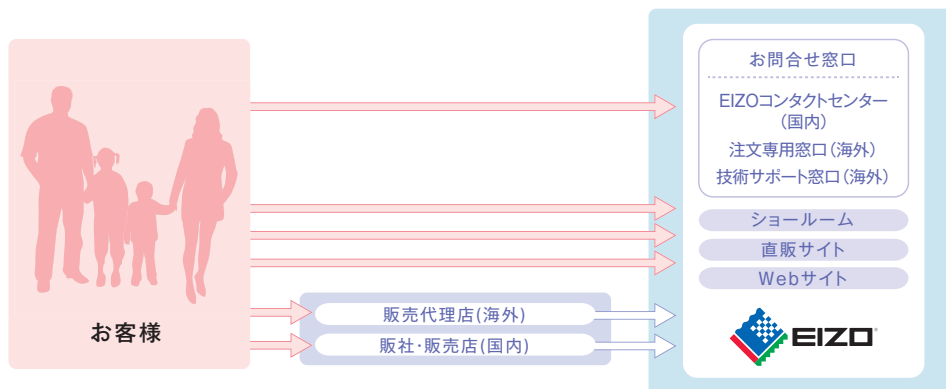 お客様
販売代理店(海外)
販社・販売店(国内)
お問合せ窓口
EIZOコンタクトセンター
(国内)
注文専用窓口(海外)
技術サポート窓口(海外)
ショールーム
直販サイト
Webサイト
EIZO